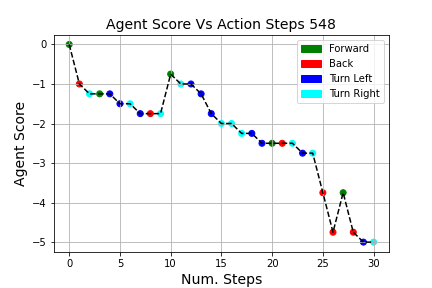 Agent Score Vs Action Steps 548
Forward
Back
Turn Left
Turn Right
Agent Score
0
−1
−2
−3
−4
−5
0 5 10 15 20 25 30
Num. Steps